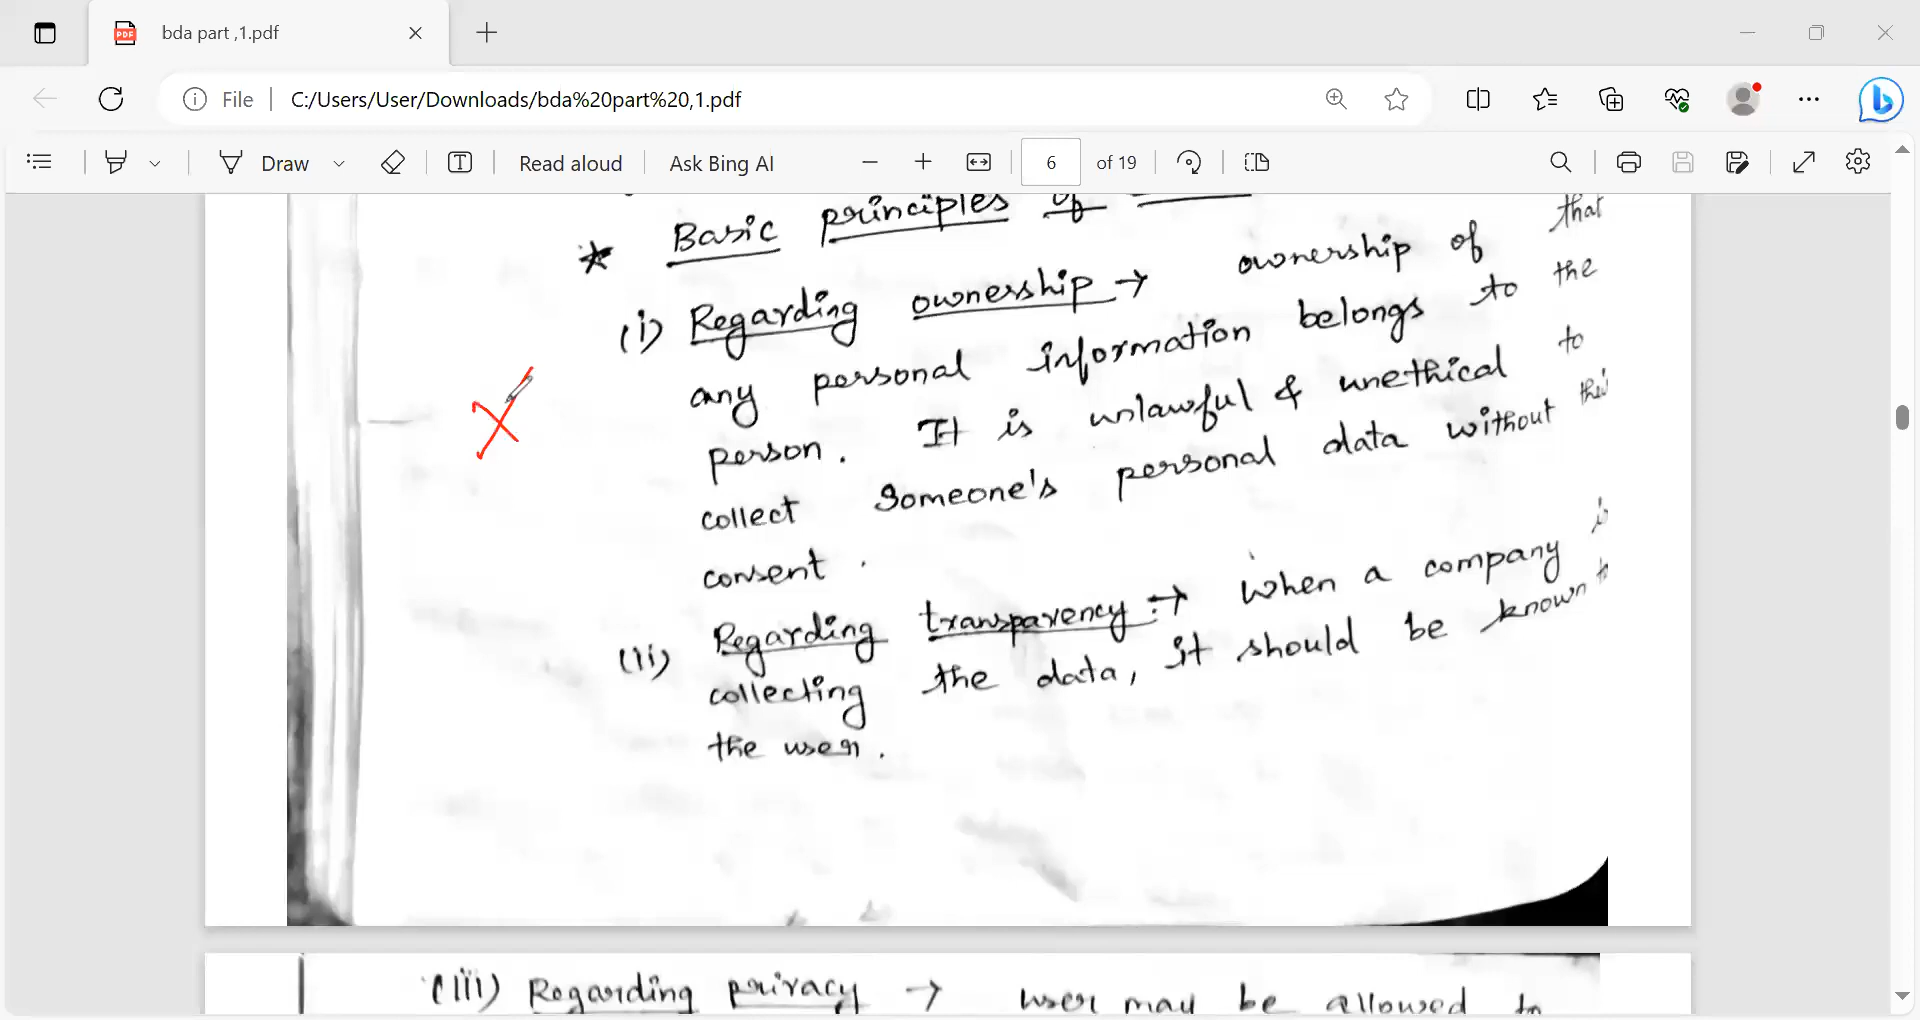 bda part ,1.pdf
File
C:/Users/User/Downloads/bda%20part%20,1.pdf
Draw
Read aloud
Ask Bing AI
6
of 19
* Basic principles of
(i) Regarding ownership → ownership of
any personal information belongs to that
person. It is unlawful & unethical to the
collect someone's personal data without to
consent.
(ii) Regarding transparency :→ When a company is
collecting the data, it should be known to
the user.
(iii) Regarding privacy → user may be allowed to